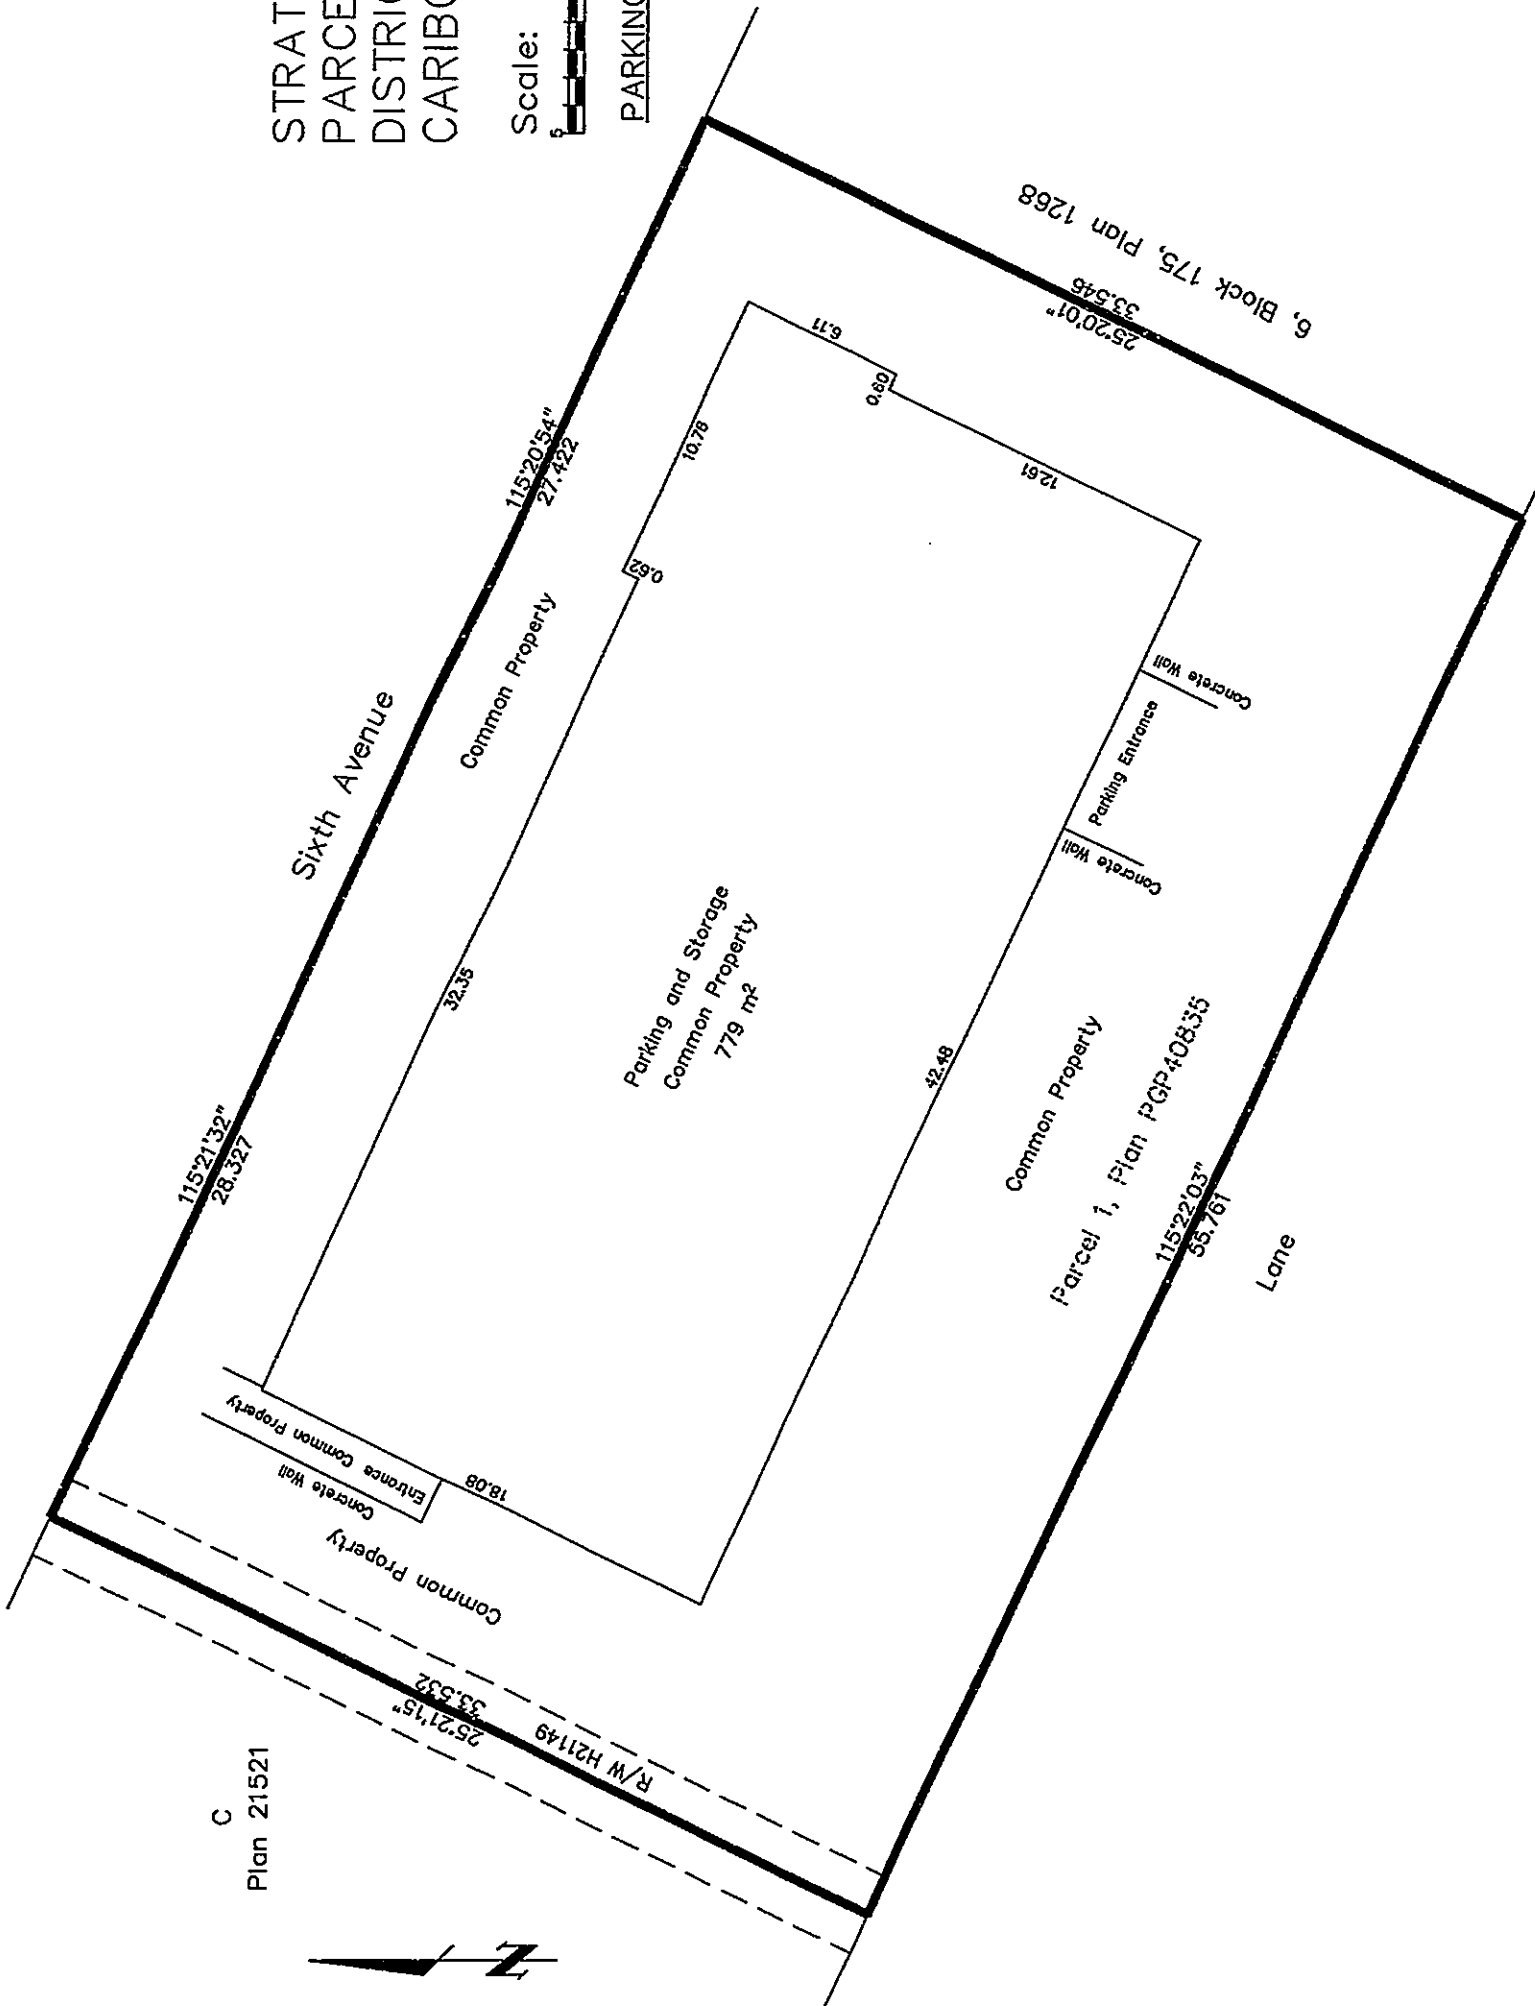 STRAT
PARCE
DISTRIC
CARIBO
Scale:
5
PARKING
6, Block 175, Plan 1268
33.546
25°20'01"
115°20'54"
27.422
Sixth Avenue
Common Property
6.11
0.60
10.78
12.61
0.62
Concrete Wall
Parking Entrance
Concrete Wall
32.35
Parking and Storage
Common Property
779 m²
42.48
Common Property
Parcel 1, Plan PGP40835
115°22'03"
55.761
Lane
115°21'32"
28.327
Entrance Common Property
Concrete Wall
18.08
Common Property
33.532
25°21'15"
R/W H21149
C
Plan 21521
N